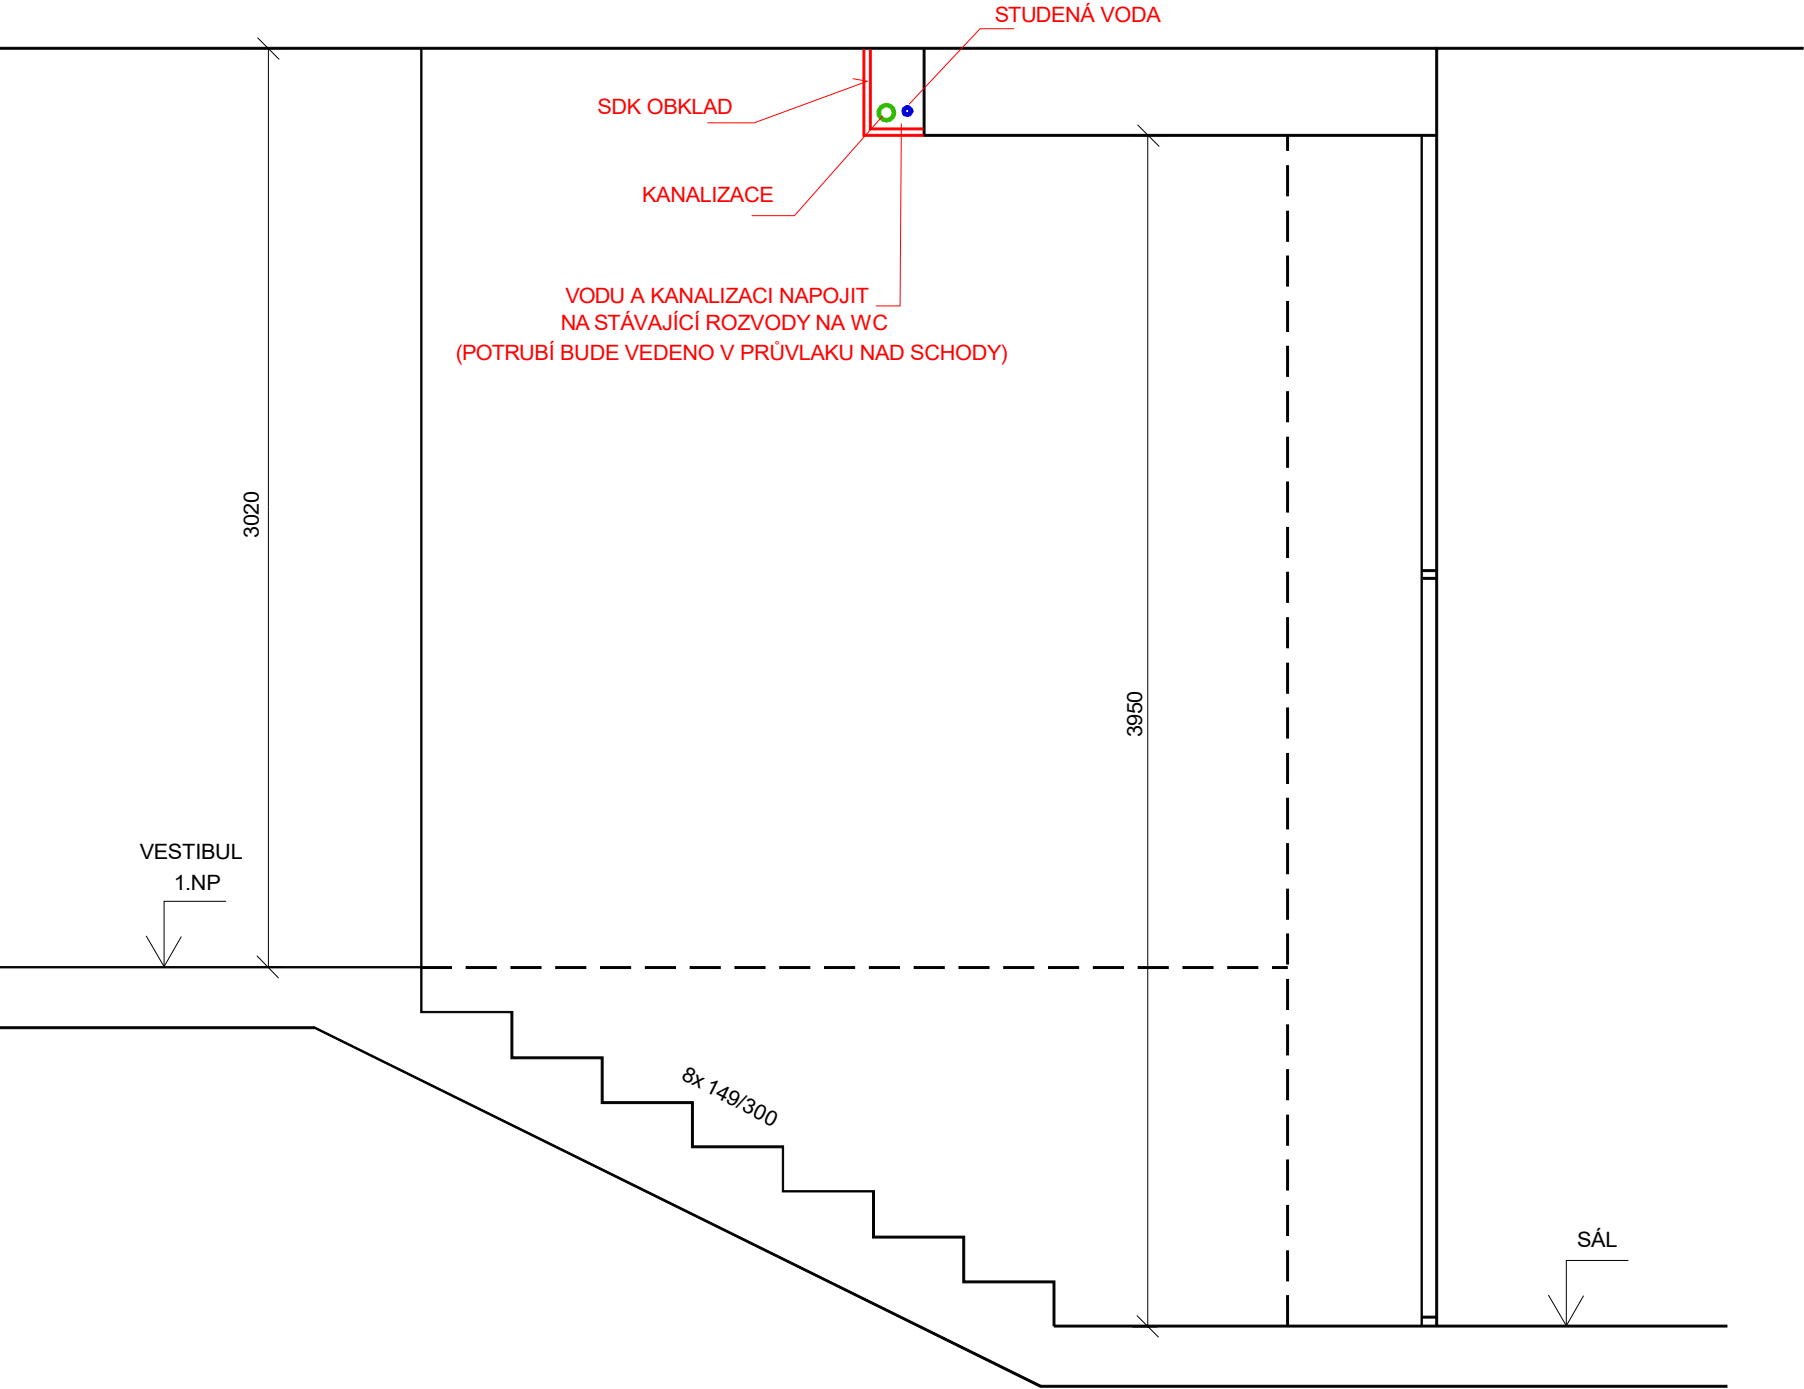 STUDENÁ VODA
SDK OBKLAD
KANALIZACE
VODU A KANALIZACI NAPOJIT
NA STÁVAJÍCÍ ROZVODY NA WC
(POTRUBÍ BUDE VEDENO V PRŮVLAKU NAD SCHODY)
3020
3950
VESTIBUL
1.NP
8x 149/300
SÁL